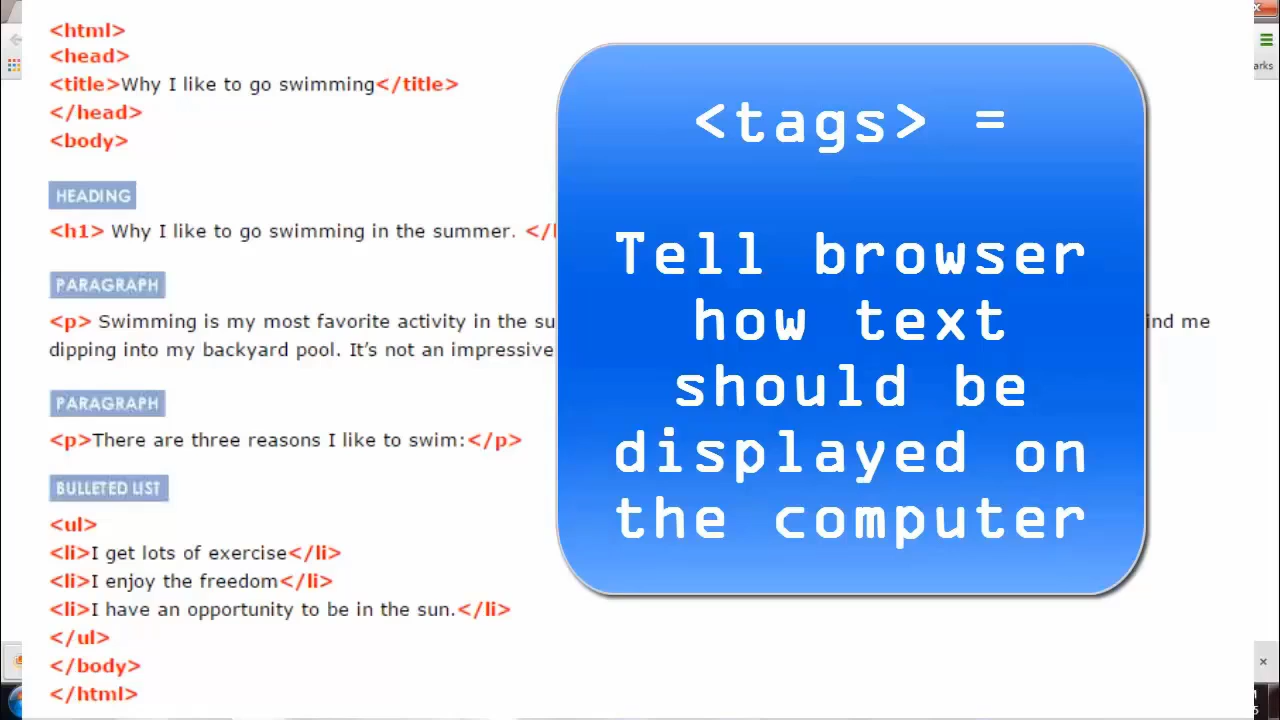 <html>
<head>
<title>Why I like to go swimming</title>
</head>
<body>
HEADING
<h1> Why I like to go swimming in the summer. </
PARAGRAPH
<p> Swimming is my most favorite activity in the su
ind me
dipping into my backyard pool. It’s not an impressive
PARAGRAPH
<p>There are three reasons I like to swim:</p>
BULLETED LIST
<ul>
<li>I get lots of exercise</li>
<li>I enjoy the freedom</li>
<li>I have an opportunity to be in the sun.</li>
</ul>
</body>
</html>
<tags> =
Tell browser
how text
should be
displayed on
the computer
arks